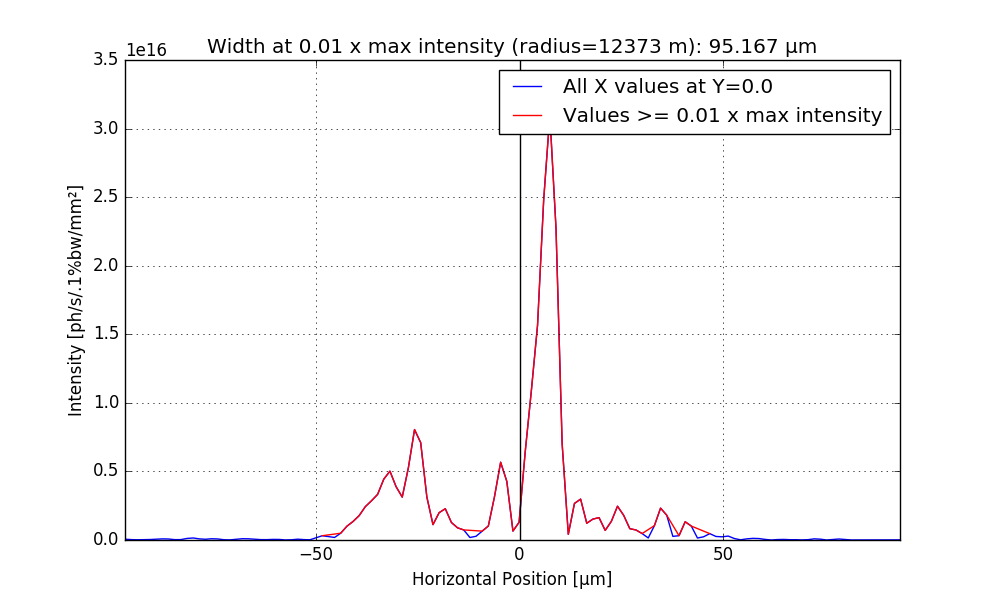 Width at 0.01 x max intensity (radius=12373 m): 95.167 µm
1e16
All X values at Y=0.0
Values >= 0.01 x max intensity
3.5
3.0
2.5
2.0
1.5
1.0
0.5
0.0
Intensity [ph/s/.1%bw/mm²]
−50
0
50
Horizontal Position [µm]